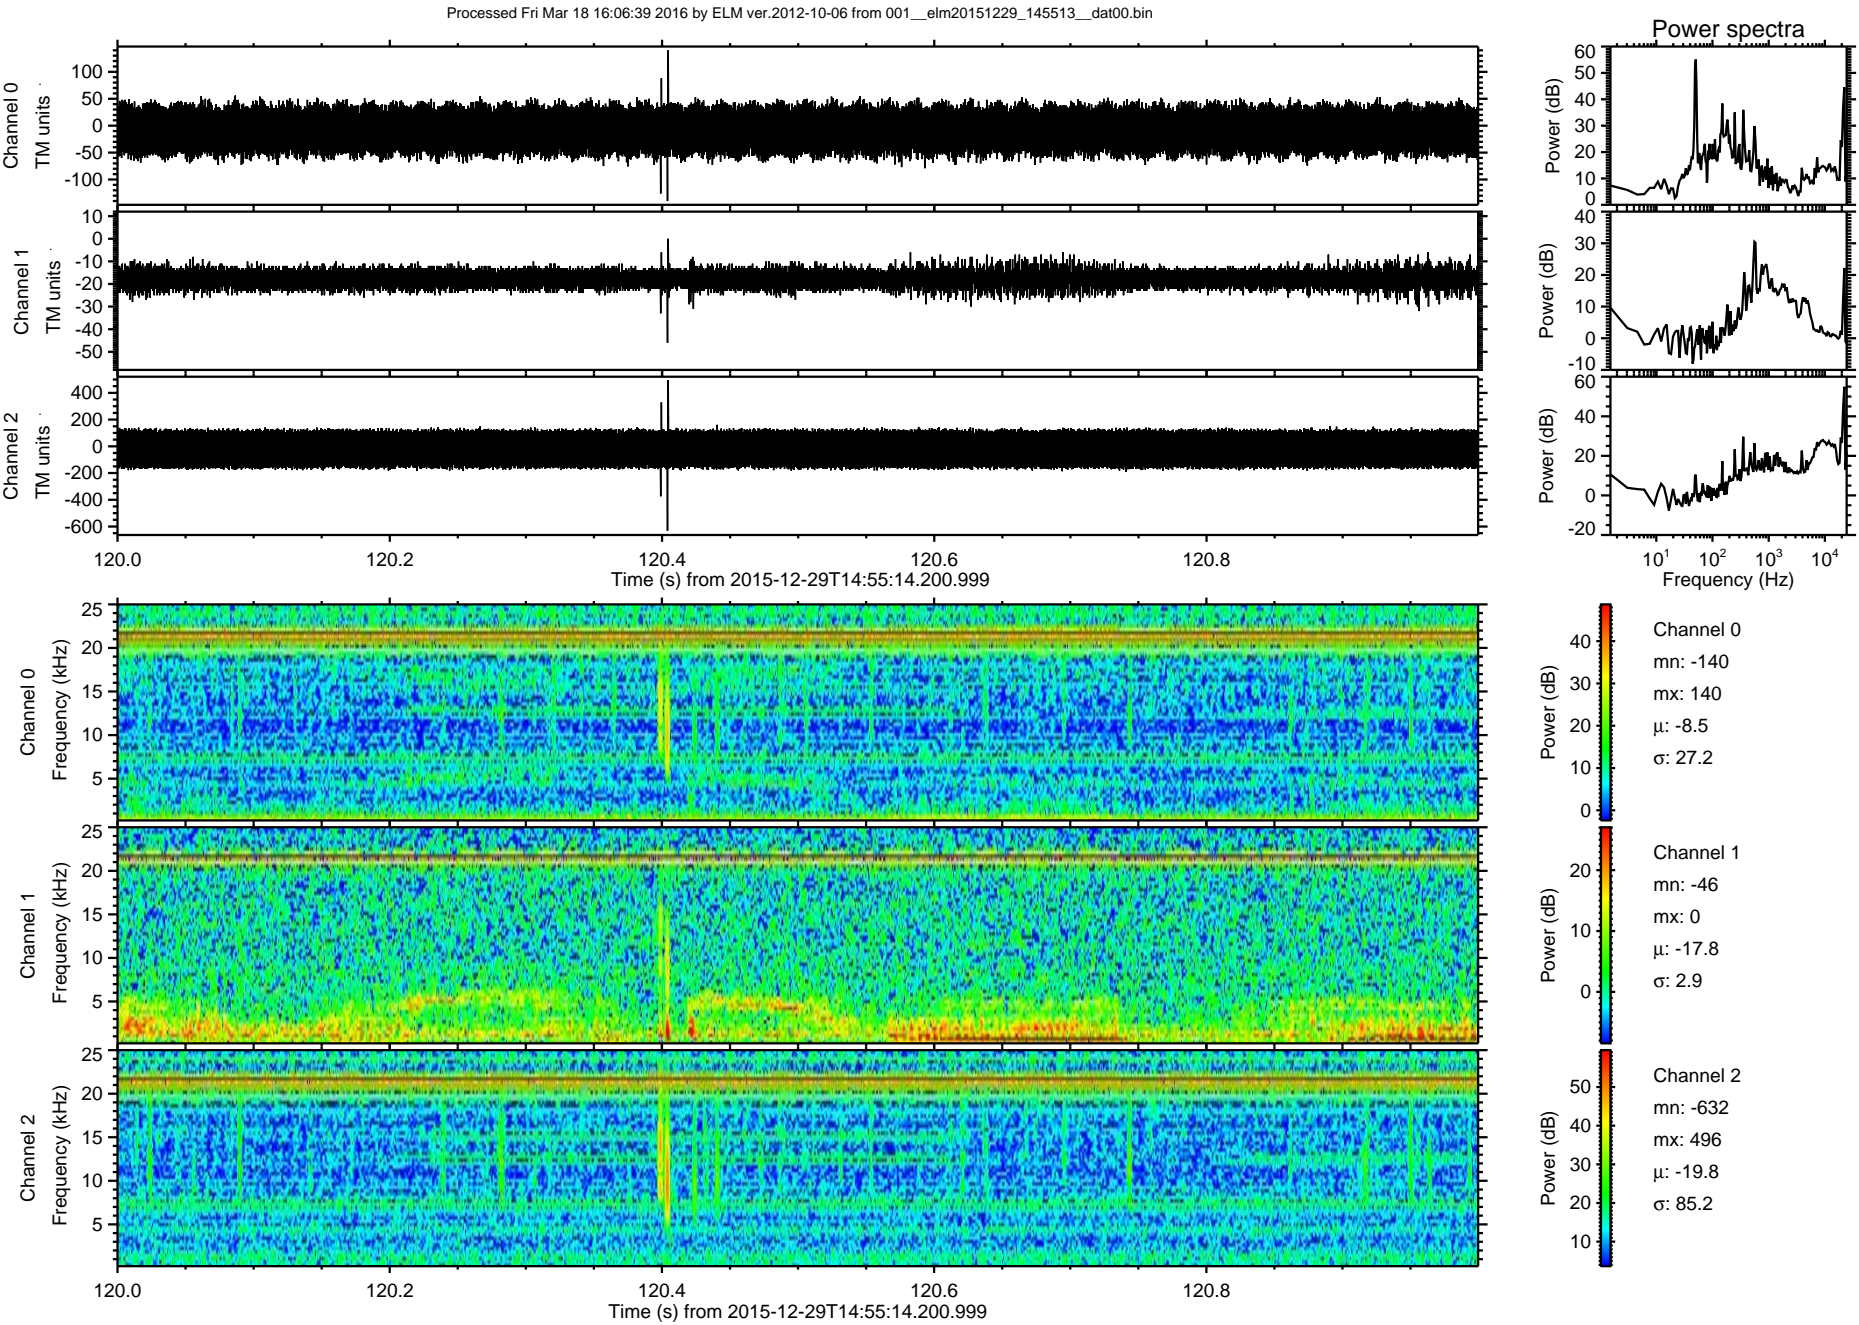 Processed Fri Mar 18 16:06:39 2016 by ELM ver.2012-10-06 from 001__elm20151229_145513__dat00.bin
Power spectra
Channel 0
TM units
100
50
0
-50
-100
Power (dB)
60
50
40
30
20
10
0
Channel 1
TM units
10
0
-10
-20
-30
-40
-50
Power (dB)
40
30
20
10
0
-10
Channel 2
TM units
400
200
0
-200
-400
-600
Power (dB)
60
40
20
0
-20
120.0 120.2 120.4 120.6 120.8
Time (s) from 2015-12-29T14:55:14.200.999
10¹ 10² 10³ 10⁴
Frequency (Hz)
Channel 0
Frequency (kHz)
25
20
15
10
5
Power (dB)
40
30
20
10
0
Channel 0
mn: -140
mx: 140
μ: -8.5
σ: 27.2
Channel 1
Frequency (kHz)
25
20
15
10
5
Power (dB)
20
10
0
Channel 1
mn: -46
mx: 0
μ: -17.8
σ: 2.9
Channel 2
Frequency (kHz)
25
20
15
10
5
Power (dB)
50
40
30
20
10
Channel 2
mn: -632
mx: 496
μ: -19.8
σ: 85.2
120.0 120.2 120.4 120.6 120.8
Time (s) from 2015-12-29T14:55:14.200.999